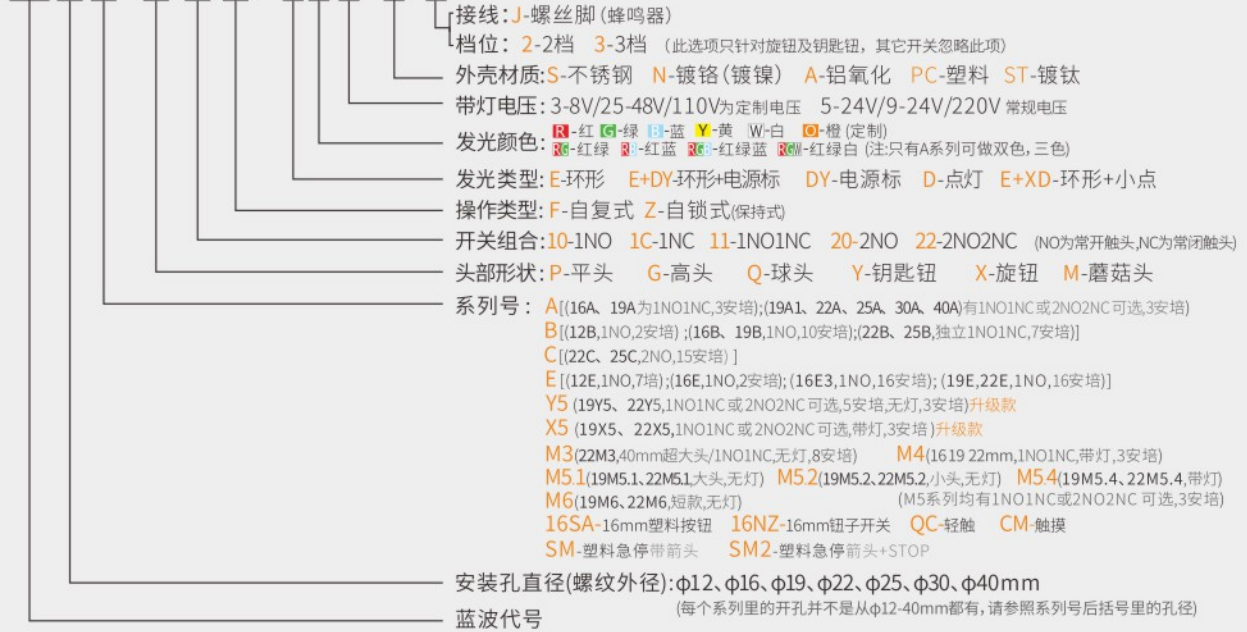 接线:J-螺丝脚(蜂鸣器)
档位: 2-2档 3-3档 (此选项只针对旋钮及钥匙钮,其它开关忽略此项)
外壳材质:S-不锈钢 N-镀铬(镀镍) A-铝氧化 PC-塑料 ST-镀钛
带灯电压:3-8V/25-48V/110V为定制电压 5-24V/9-24V/220V 常规电压
发光颜色: R-红 G-绿 B-蓝 Y-黄 W-白 O-橙 (定制)
RG-红绿 RB-红蓝 RGB-红绿蓝 RGW-红绿白 (注:只有A系列可做双色,三色)
发光类型:E-环形 E+DY-环形+电源标 DY-电源标 D-点灯 E+XD-环形+小点
操作类型:F-自复式 Z-自锁式(保持式)
开关组合:10-1NO 1C-1NC 11-1NO1NC 20-2NO 22-2NO2NC (NO为常开触头,NC为常闭触头)
头部形状:P-平头 G-高头 Q-球头 Y-钥匙钮 X-旋钮 M-蘑菇头
系列号: A[(16A、19A为1NO1NC,3安培);(19A1、22A、25A、30A、40A)有1NO1NC或2NO2NC可选,3安培)
B[(12B,1NO,2安培) ;(16B、19B,1NO,10安培);(22B、25B,独立1NO1NC,7安培)]
C[(22C、25C,2NO,15安培) ]
E[(12E,1NO,7培);(16E,1NO,2安培); (16E3,1NO,16安培); (19E,22E,1NO,16安培)]
Y5 (19Y5、22Y5,1NO1NC或2NO2NC可选,5安培,无灯,3安培)升级款
X5 (19X5、22X5,1NO1NC或2NO2NC可选,带灯,3安培)升级款
M3(22M3,40mm超大头/1NO1NC,无灯,8安培) M4(1619 22mm,1NO1NC,带灯,3安培)
M5.1(19M5.1、22M5.1,大头,无灯) M5.2(19M5.2、22M5.2,小头,无灯) M5.4(19M5.4、22M5.4,带灯)
M6(19M6、22M6,短款,无灯) (M5系列均有1NO1NC或2NO2NC 可选,3安培)
16SA-16mm塑料按钮 16NZ-16mm钮子开关 QC-轻触 CM-触摸
SM-塑料急停带箭头 SM2-塑料急停箭头+STOP
安装孔直径(螺纹外径):φ12、φ16、φ19、φ22、φ25、φ30、φ40mm
(每个系列里的开孔并不是从φ12-40mm都有,请参照系列号后括号里的孔径)
蓝波代号